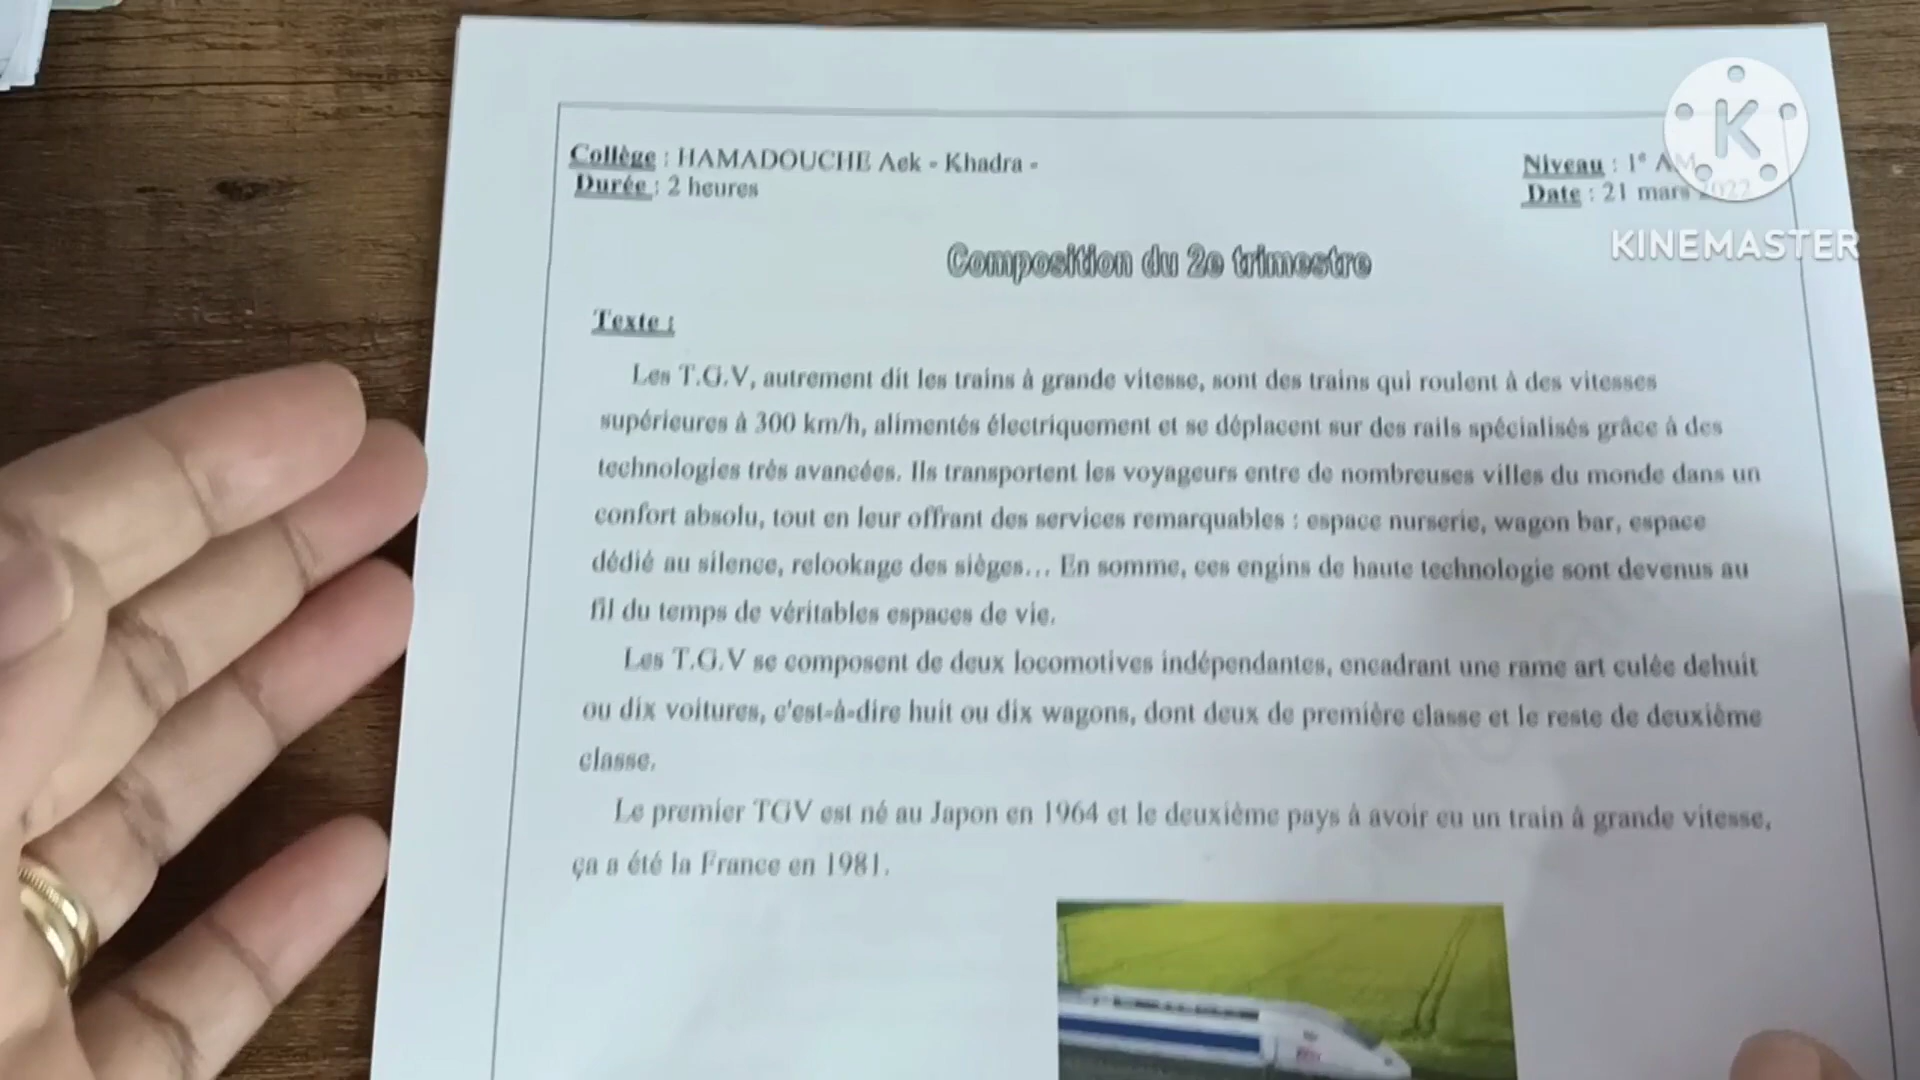 Collège : HAMADOUCHE Aek - Khadra -
Niveau : 1e AM
Durée : 2 heures
Date : 21 mars 2022
K
KINEMASTER
Composition du 2e trimestre
Texte :
Les T.G.V, autrement dit les trains à grande vitesse, sont des trains qui roulent à des vitesses
supérieures à 300 km/h, alimentés électriquement et se déplacent sur des rails spécialisés grâce à des
technologies très avancées. Ils transportent les voyageurs entre de nombreuses villes du monde dans un
confort absolu, tout en leur offrant des services remarquables : espace nurserie, wagon bar, espace
dédié au silence, relookage des sièges... En somme, ces engins de haute technologie sont devenus au
fil du temps de véritables espaces de vie.
Les T.G.V se composent de deux locomotives indépendantes, encadrant une rame art culée dehuit
ou dix voitures, c'est-à-dire huit ou dix wagons, dont deux de première classe et le reste de deuxième
classe.
Le premier TGV est né au Japon en 1964 et le deuxième pays à avoir eu un train à grande vitesse,
ça a été la France en 1981.